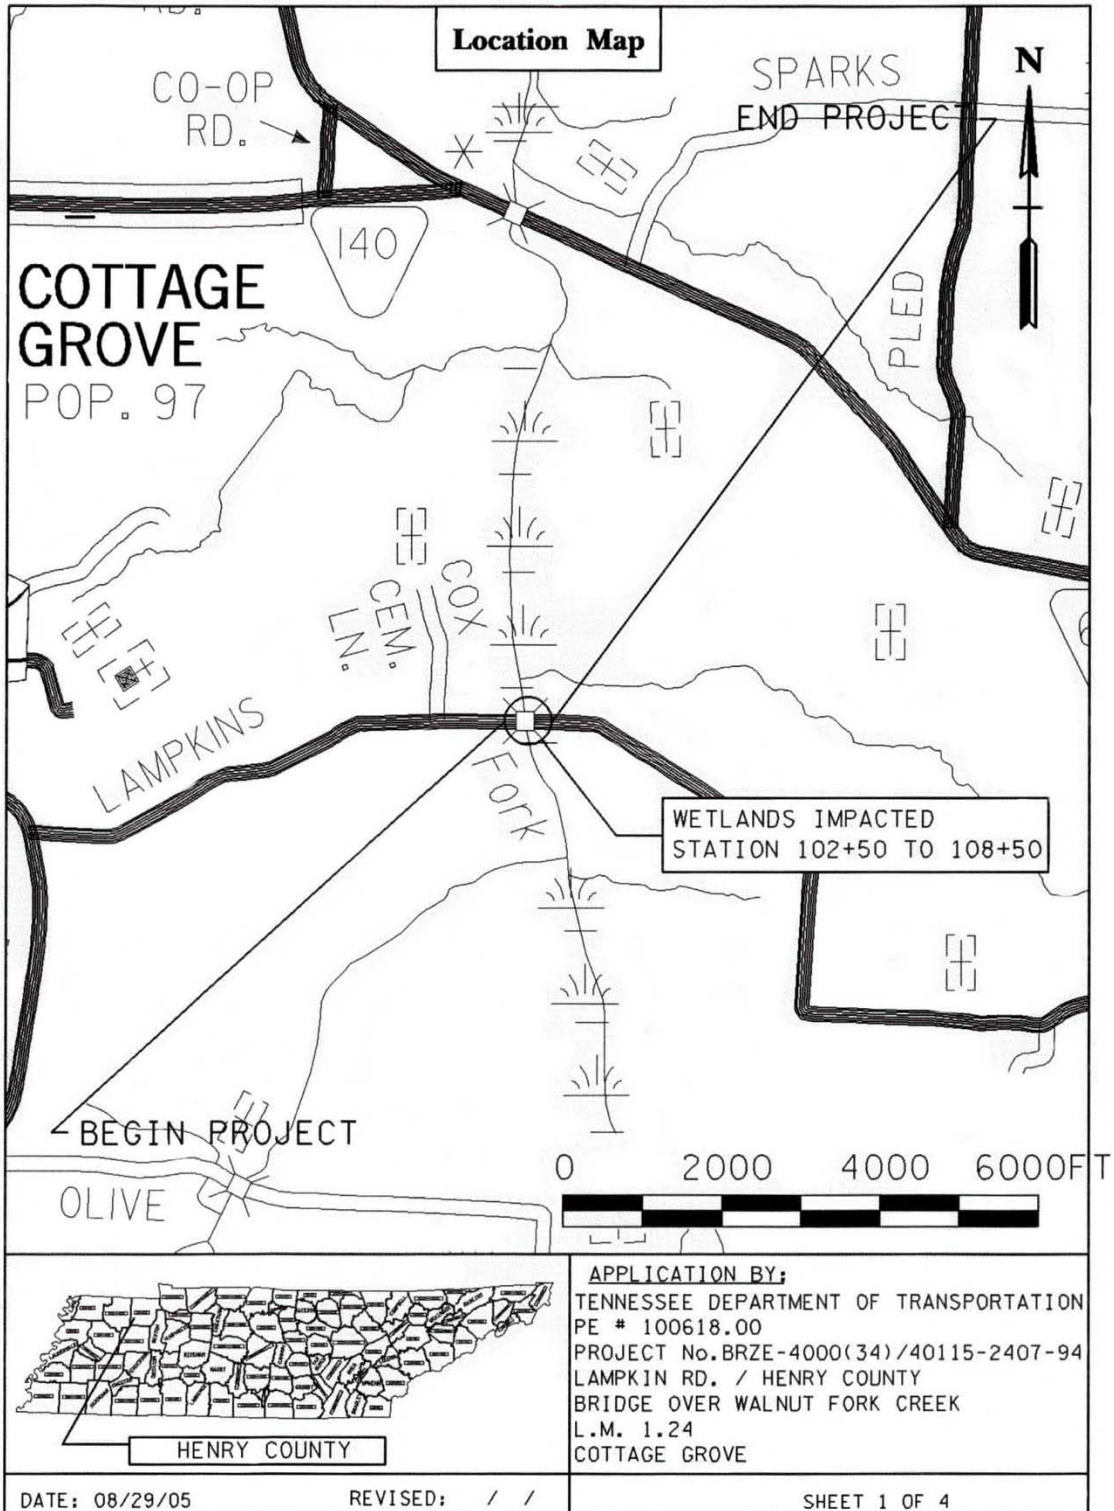 Location Map
CO-OP
RD.
SPARKS
END PROJECT
N
140
COTTAGE
GROVE
POP. 97
PLED
COX
CEM.
LN.
LAMPKINS
Fork
WETLANDS IMPACTED
STATION 102+50 TO 108+50
BEGIN PROJECT
OLIVE
0 2000 4000 6000FT
HENRY COUNTY
APPLICATION BY:
TENNESSEE DEPARTMENT OF TRANSPORTATION
PE # 100618.00
PROJECT No.BRZE-4000(34)/40115-2407-94
LAMPKIN RD. / HENRY COUNTY
BRIDGE OVER WALNUT FORK CREEK
L.M. 1.24
COTTAGE GROVE
DATE: 08/29/05
REVISED: / /
SHEET 1 OF 4